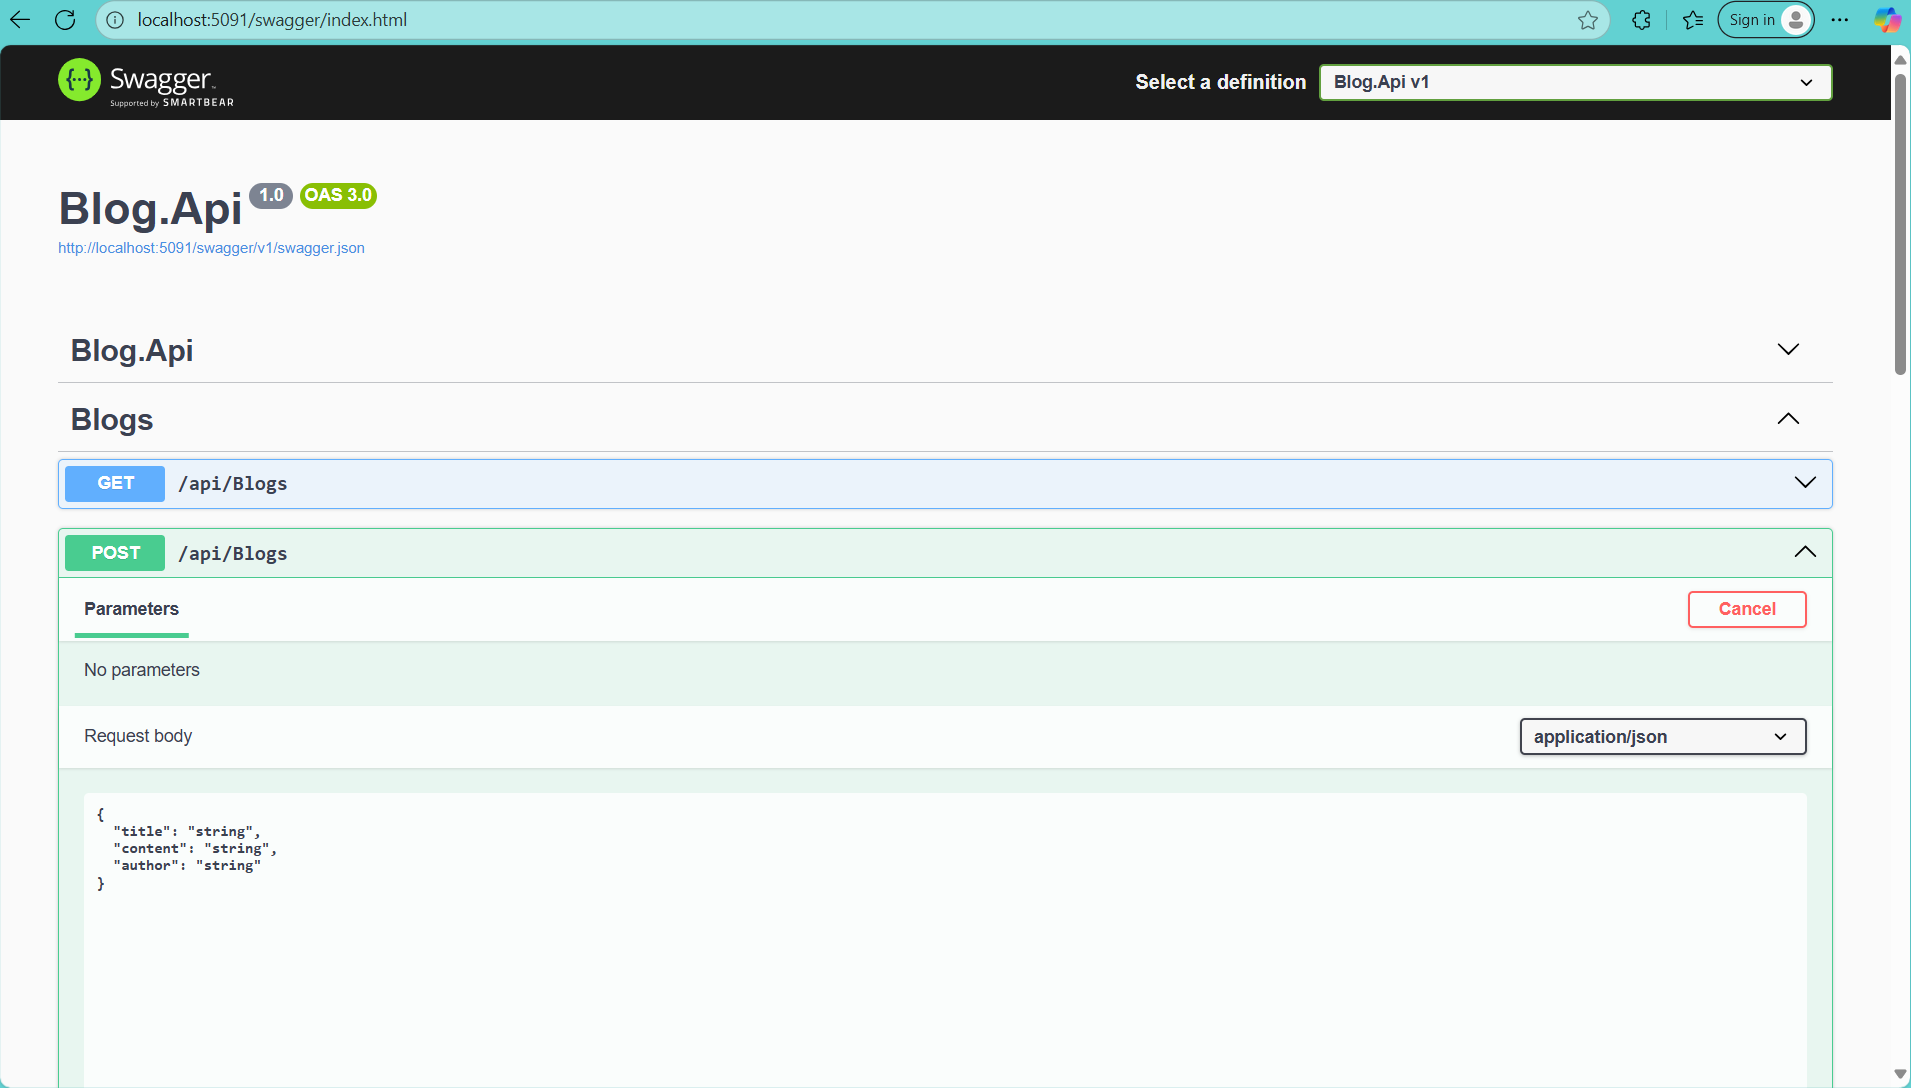 localhost:5091/swagger/index.html
Sign in
Swagger
Supported by SMARTBEAR
Select a definition
Blog.Api v1
Blog.Api 1.0 OAS 3.0
http://localhost:5091/swagger/v1/swagger.json
Blog.Api
Blogs
GET /api/Blogs
POST /api/Blogs
Parameters
Cancel
No parameters
Request body
application/json
{
  "title": "string",
  "content": "string",
  "author": "string"
}